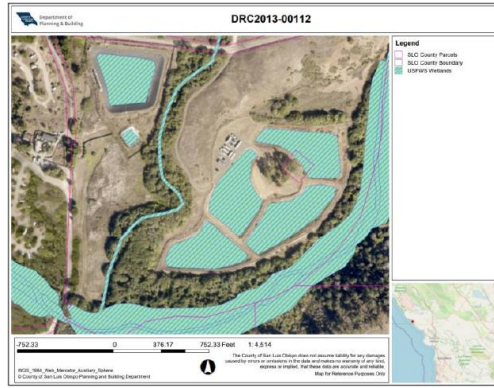 Department of
Planning & Building
DRC2013-00112
Legend
SLO County Parcels
SLO County Boundary
USFWS Wetlands
752.33
0
376.17
752.33 Feet
1: 4,514
WGS_1984_Web_Mercator_Auxiliary_Sphere
© County of San Luis Obispo Planning and Building Department
The County of San Luis Obispo does not assume liability for any damages
caused by errors or omissions in the data and makes no warranty of any kind,
express or implied, that these data are accurate and reliable.
Map for Reference Purposes Only